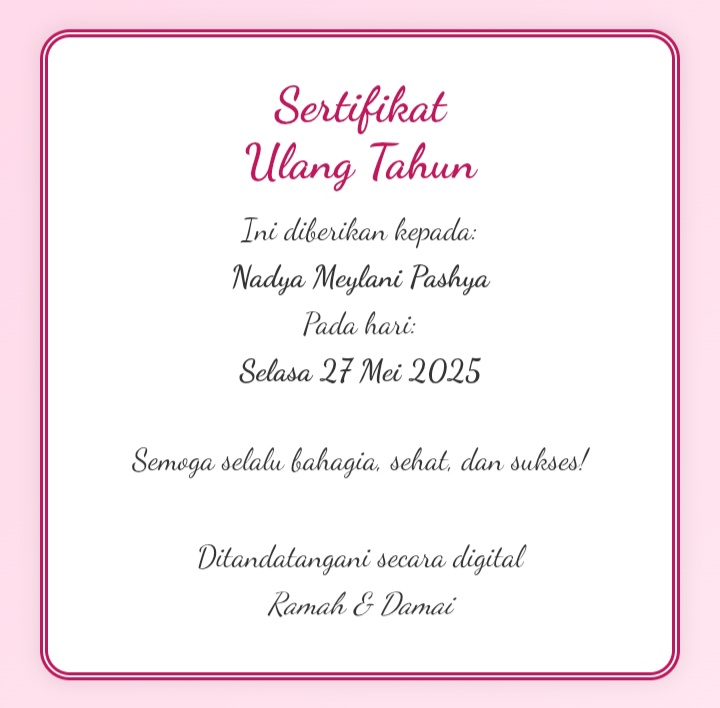 Sertifikat
Ulang Tahun
Ini diberikan kepada:
Nadya Meylani Pashya
Pada hari:
Selasa 27 Mei 2025
Semoga selalu bahagia, sehat, dan sukses!
Ditandatangani secara digital
Ramah & Damai